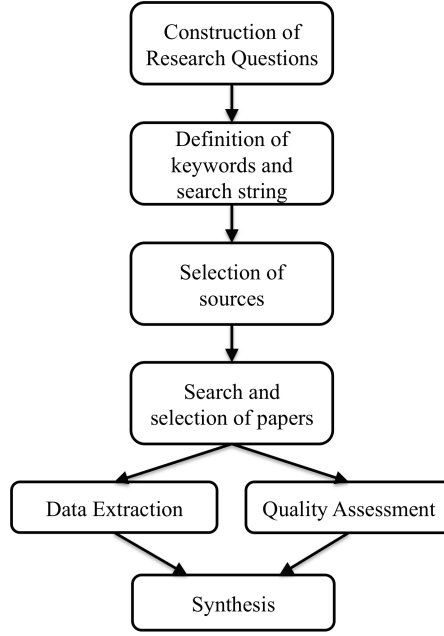 Construction of
Research Questions
Definition of
keywords and
search string
Selection of
sources
Search and
selection of papers
Data Extraction
Quality Assessment
Synthesis